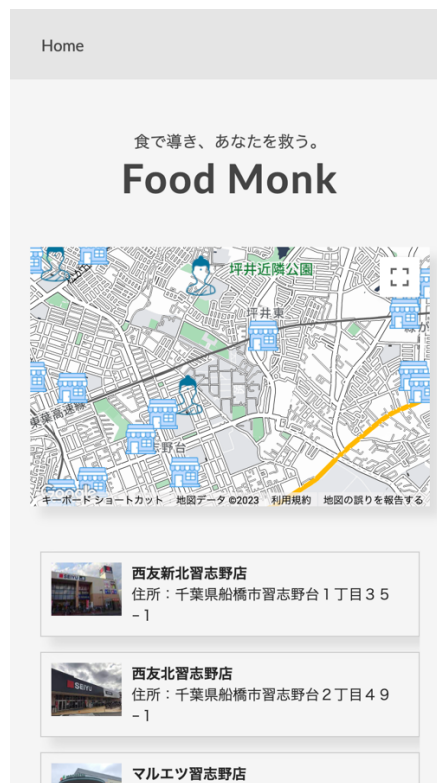 Home
食で導き、あなたを救う。
Food Monk
坪井近隣公園
坪井東
東葉高速線
志野台
キーボード ショートカット 地図データ ©2023 利用規約 地図の誤りを報告する
西友新北習志野店
住所：千葉県船橋市習志野台１丁目３５
−１
SEIYU
西友北習志野店
住所：千葉県船橋市習志野台２丁目４９
−１
マルエツ習志野店